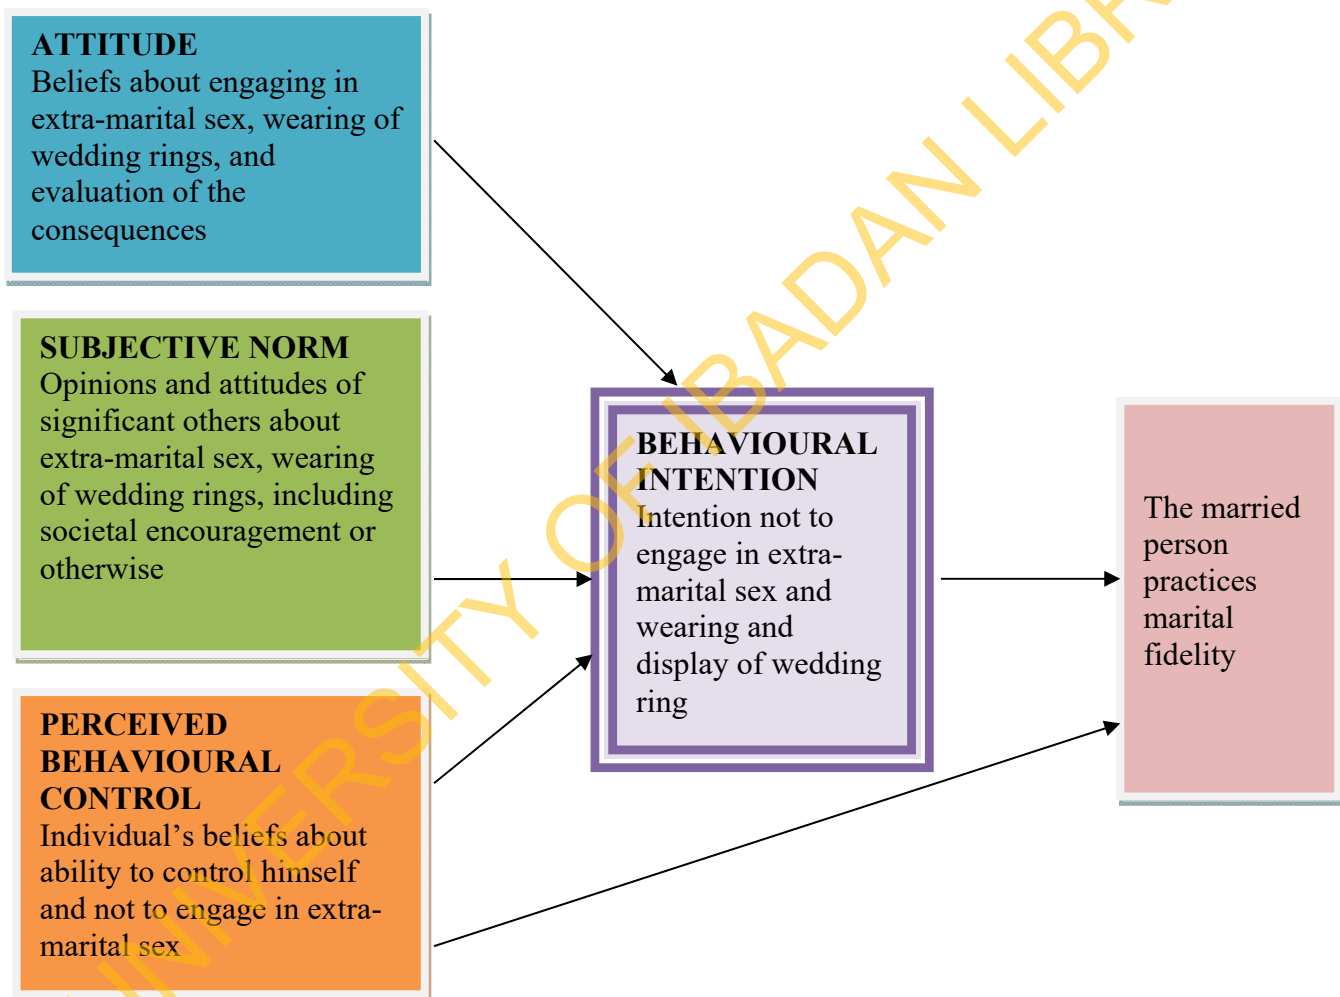 ATTITUDE
Beliefs about engaging in
extra-marital sex, wearing of
wedding rings, and
evaluation of the
consequences
SUBJECTIVE NORM
Opinions and attitudes of
significant others about
extra-marital sex, wearing
of wedding rings, including
societal encouragement or
otherwise
PERCEIVED
BEHAVIOURAL
CONTROL
Individual’s beliefs about
ability to control himself
and not to engage in extra-
marital sex
BEHAVIOURAL
INTENTION
Intention not to
engage in extra-
marital sex and
wearing and
display of wedding
ring
The married
person
practices
marital
fidelity
UNIVERSITY OF IBADAN LIBR